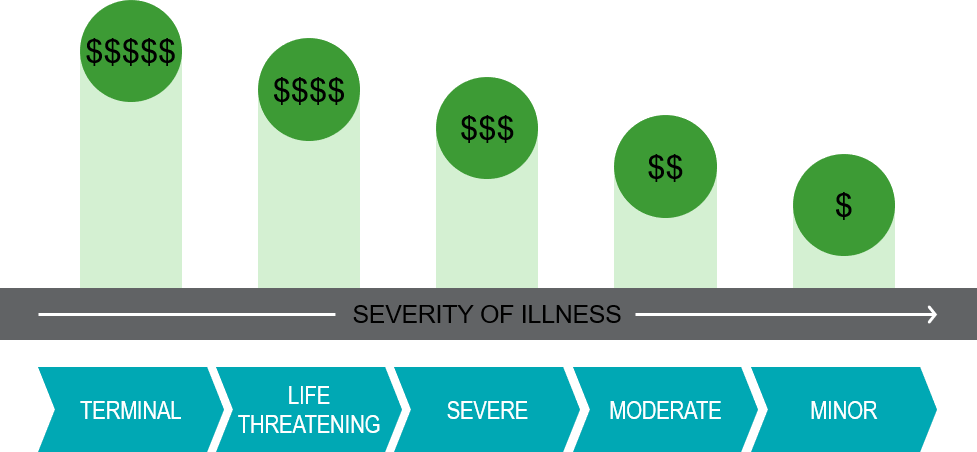 $$$$$
$$$$
$$$
$$
$
SEVERITY OF ILLNESS
TERMINAL
LIFE
THREATENING
SEVERE
MODERATE
MINOR